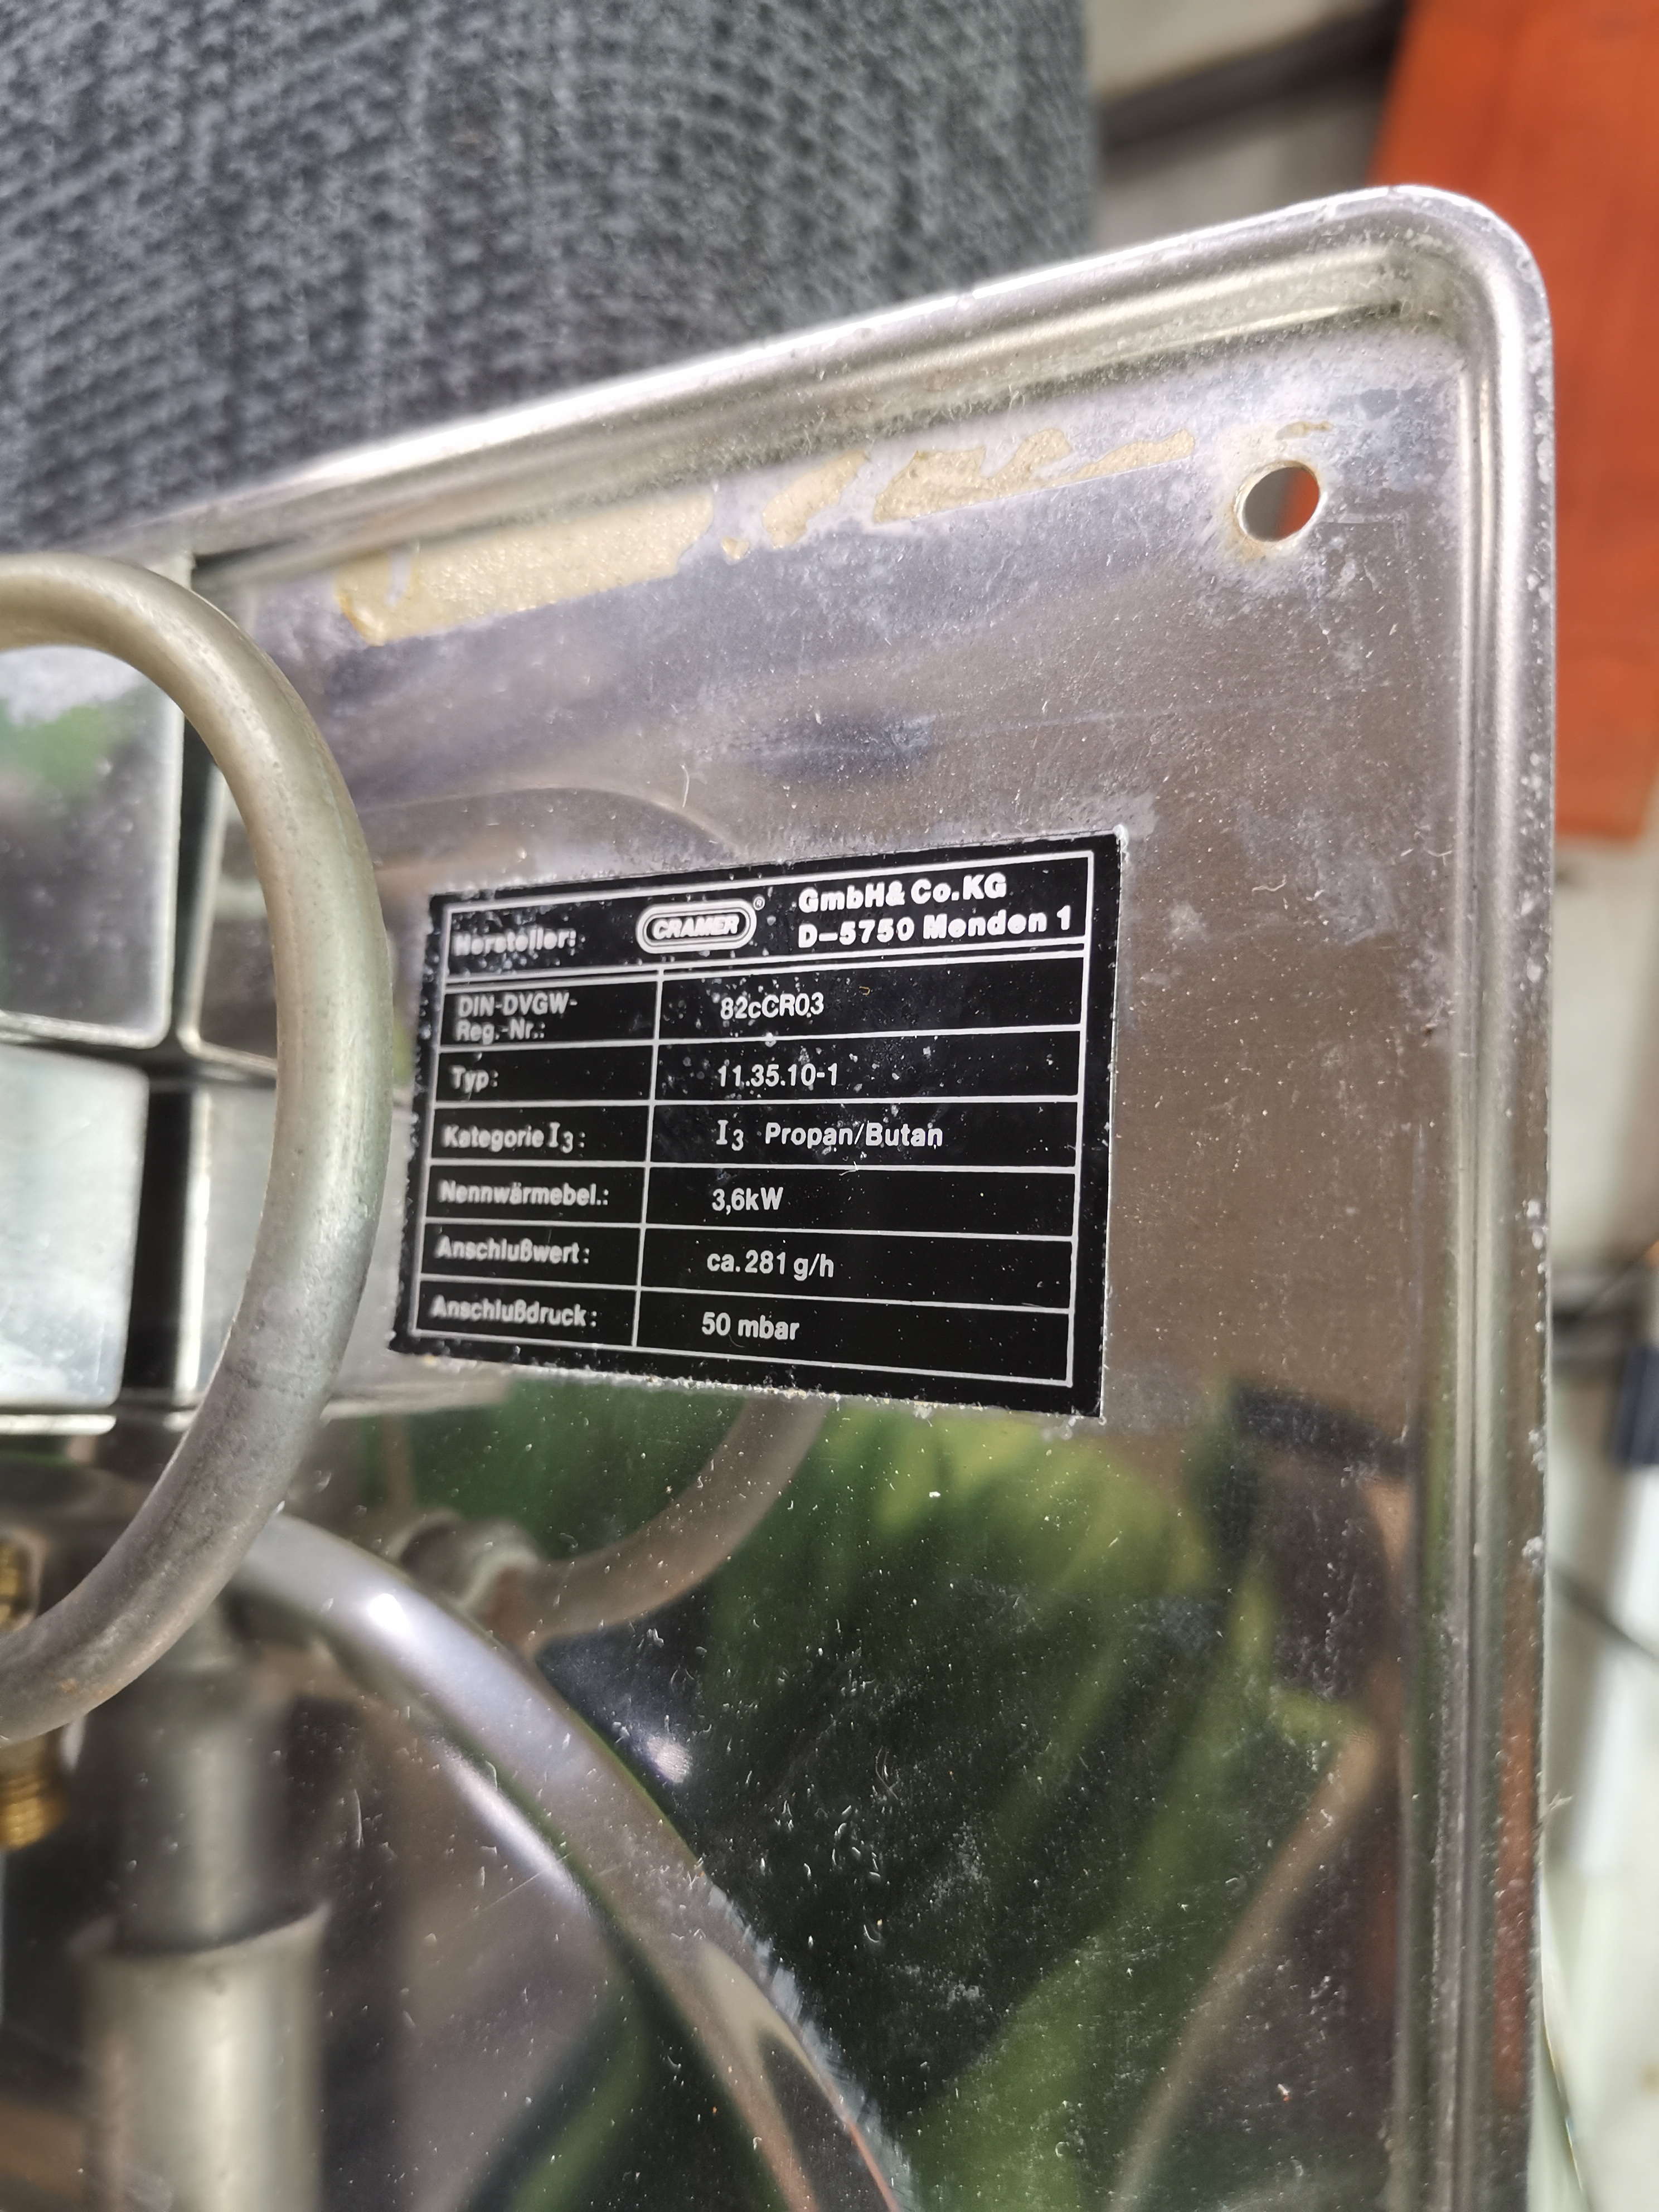 Hersteller: CRAMER® GmbH & Co.KG
D-5750 Menden 1
DIN-DVGW-
Reg.-Nr.: 82cCR03
Typ: 11.35.10-1
Kategorie I3: I3 Propan/Butan
Nennwärmebel.: 3,6kW
Anschlußwert: ca. 281 g/h
Anschlußdruck: 50 mbar